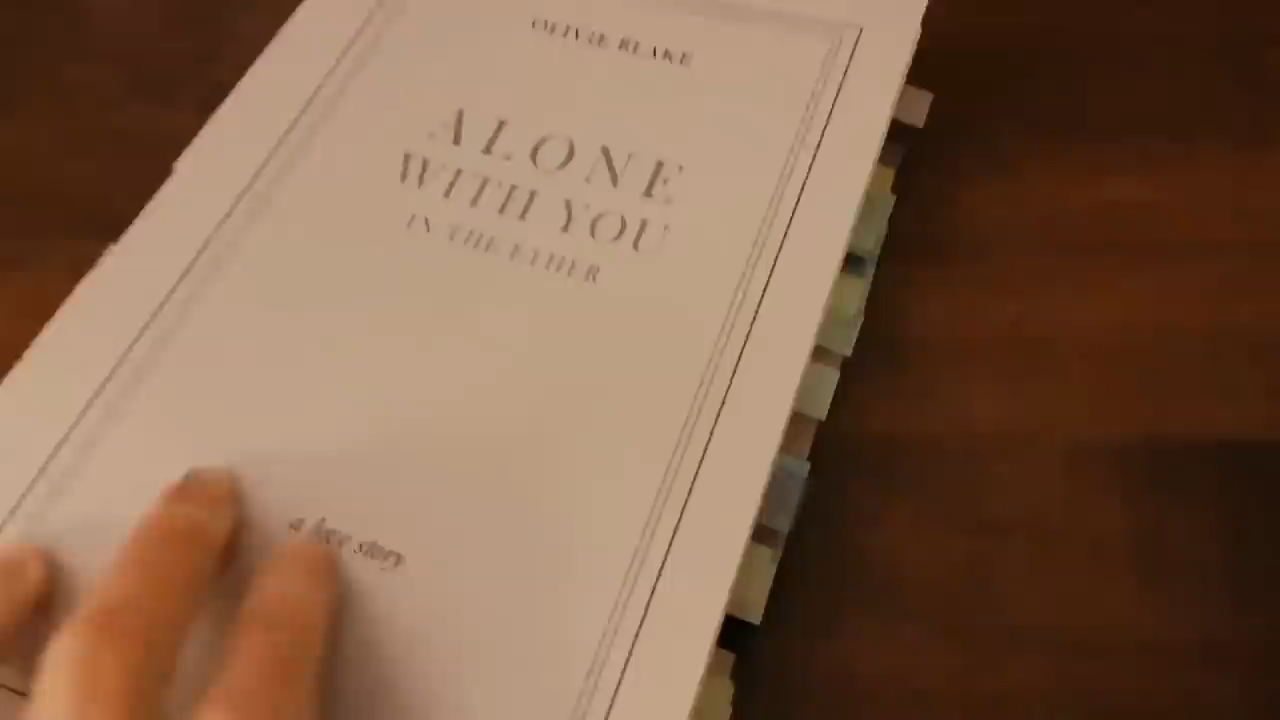 OLIVIE BLAKE
ALONE
WITH YOU
IN THE ETHER
a love story